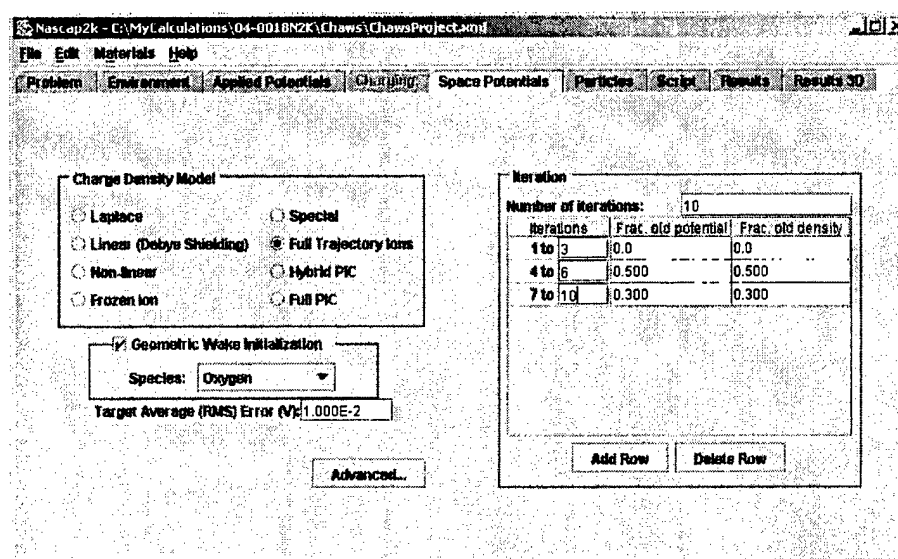 Nascap2k - C:\MyCalculations\04-0018N2K\Chaws\ChawsProject.xml
File Edit Materials Help
Problem Environment Applied Potentials Charging Space Potentials Particles Script Results Results 3D
Charge Density Model
Laplace
Special
Linear (Debye Shielding)
Full Trajectory Ions
Non-linear
Hybrid PIC
Frozen Ion
Full PIC
Geometric Wake Initialization
Species: Oxygen
Target Average (RMS) Error (V): 1.000E-2
Advanced...
Iteration
Number of iterations: 10
Iterations Frac. old potential Frac. old density
1 to 3 0.0 0.0
4 to 6 0.500 0.500
7 to 10 0.300 0.300
Add Row Delete Row